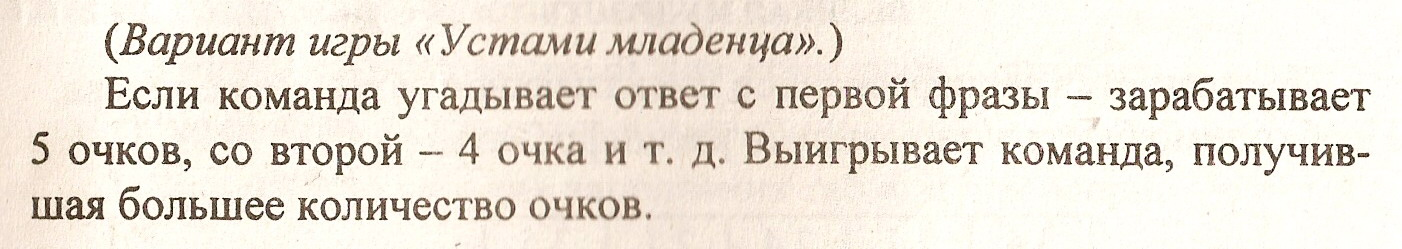 (Вариант игры «Устами младенца».)
Если команда угадывает ответ с первой фразы – зарабатывает
5 очков, со второй – 4 очка и т. д. Выигрывает команда, получив-
шая большее количество очков.